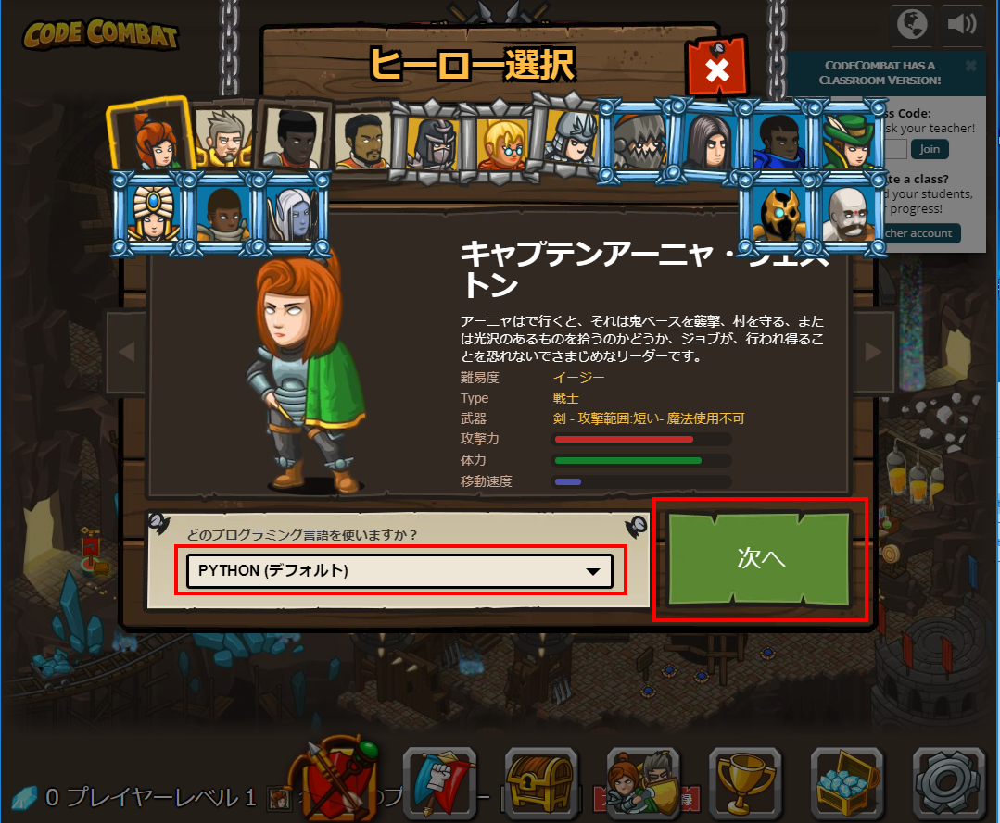 CODE COMBAT
ヒーロー選択
CODECOMBAT HAS A
CLASSROOM VERSION!
Code:
sk your teacher!
Join
te a class?
d your students,
progress!
cher account
キャプテンアーニャ・ウェス
トン
アーニャはで行くと、それは鬼ベースを襲撃、村を守る、また
は光沢のあるものを拾うのかどうか、ジョブが、行われ得るこ
とを恐れないできまじめなリーダーです。
難易度 イージー
Type 戦士
武器 剣 - 攻撃範囲:短い- 魔法使用不可
攻撃力
体力
移動速度
どのプログラミング言語を使いますか？
PYTHON (デフォルト)
次へ
0 プレイヤーレベル 1